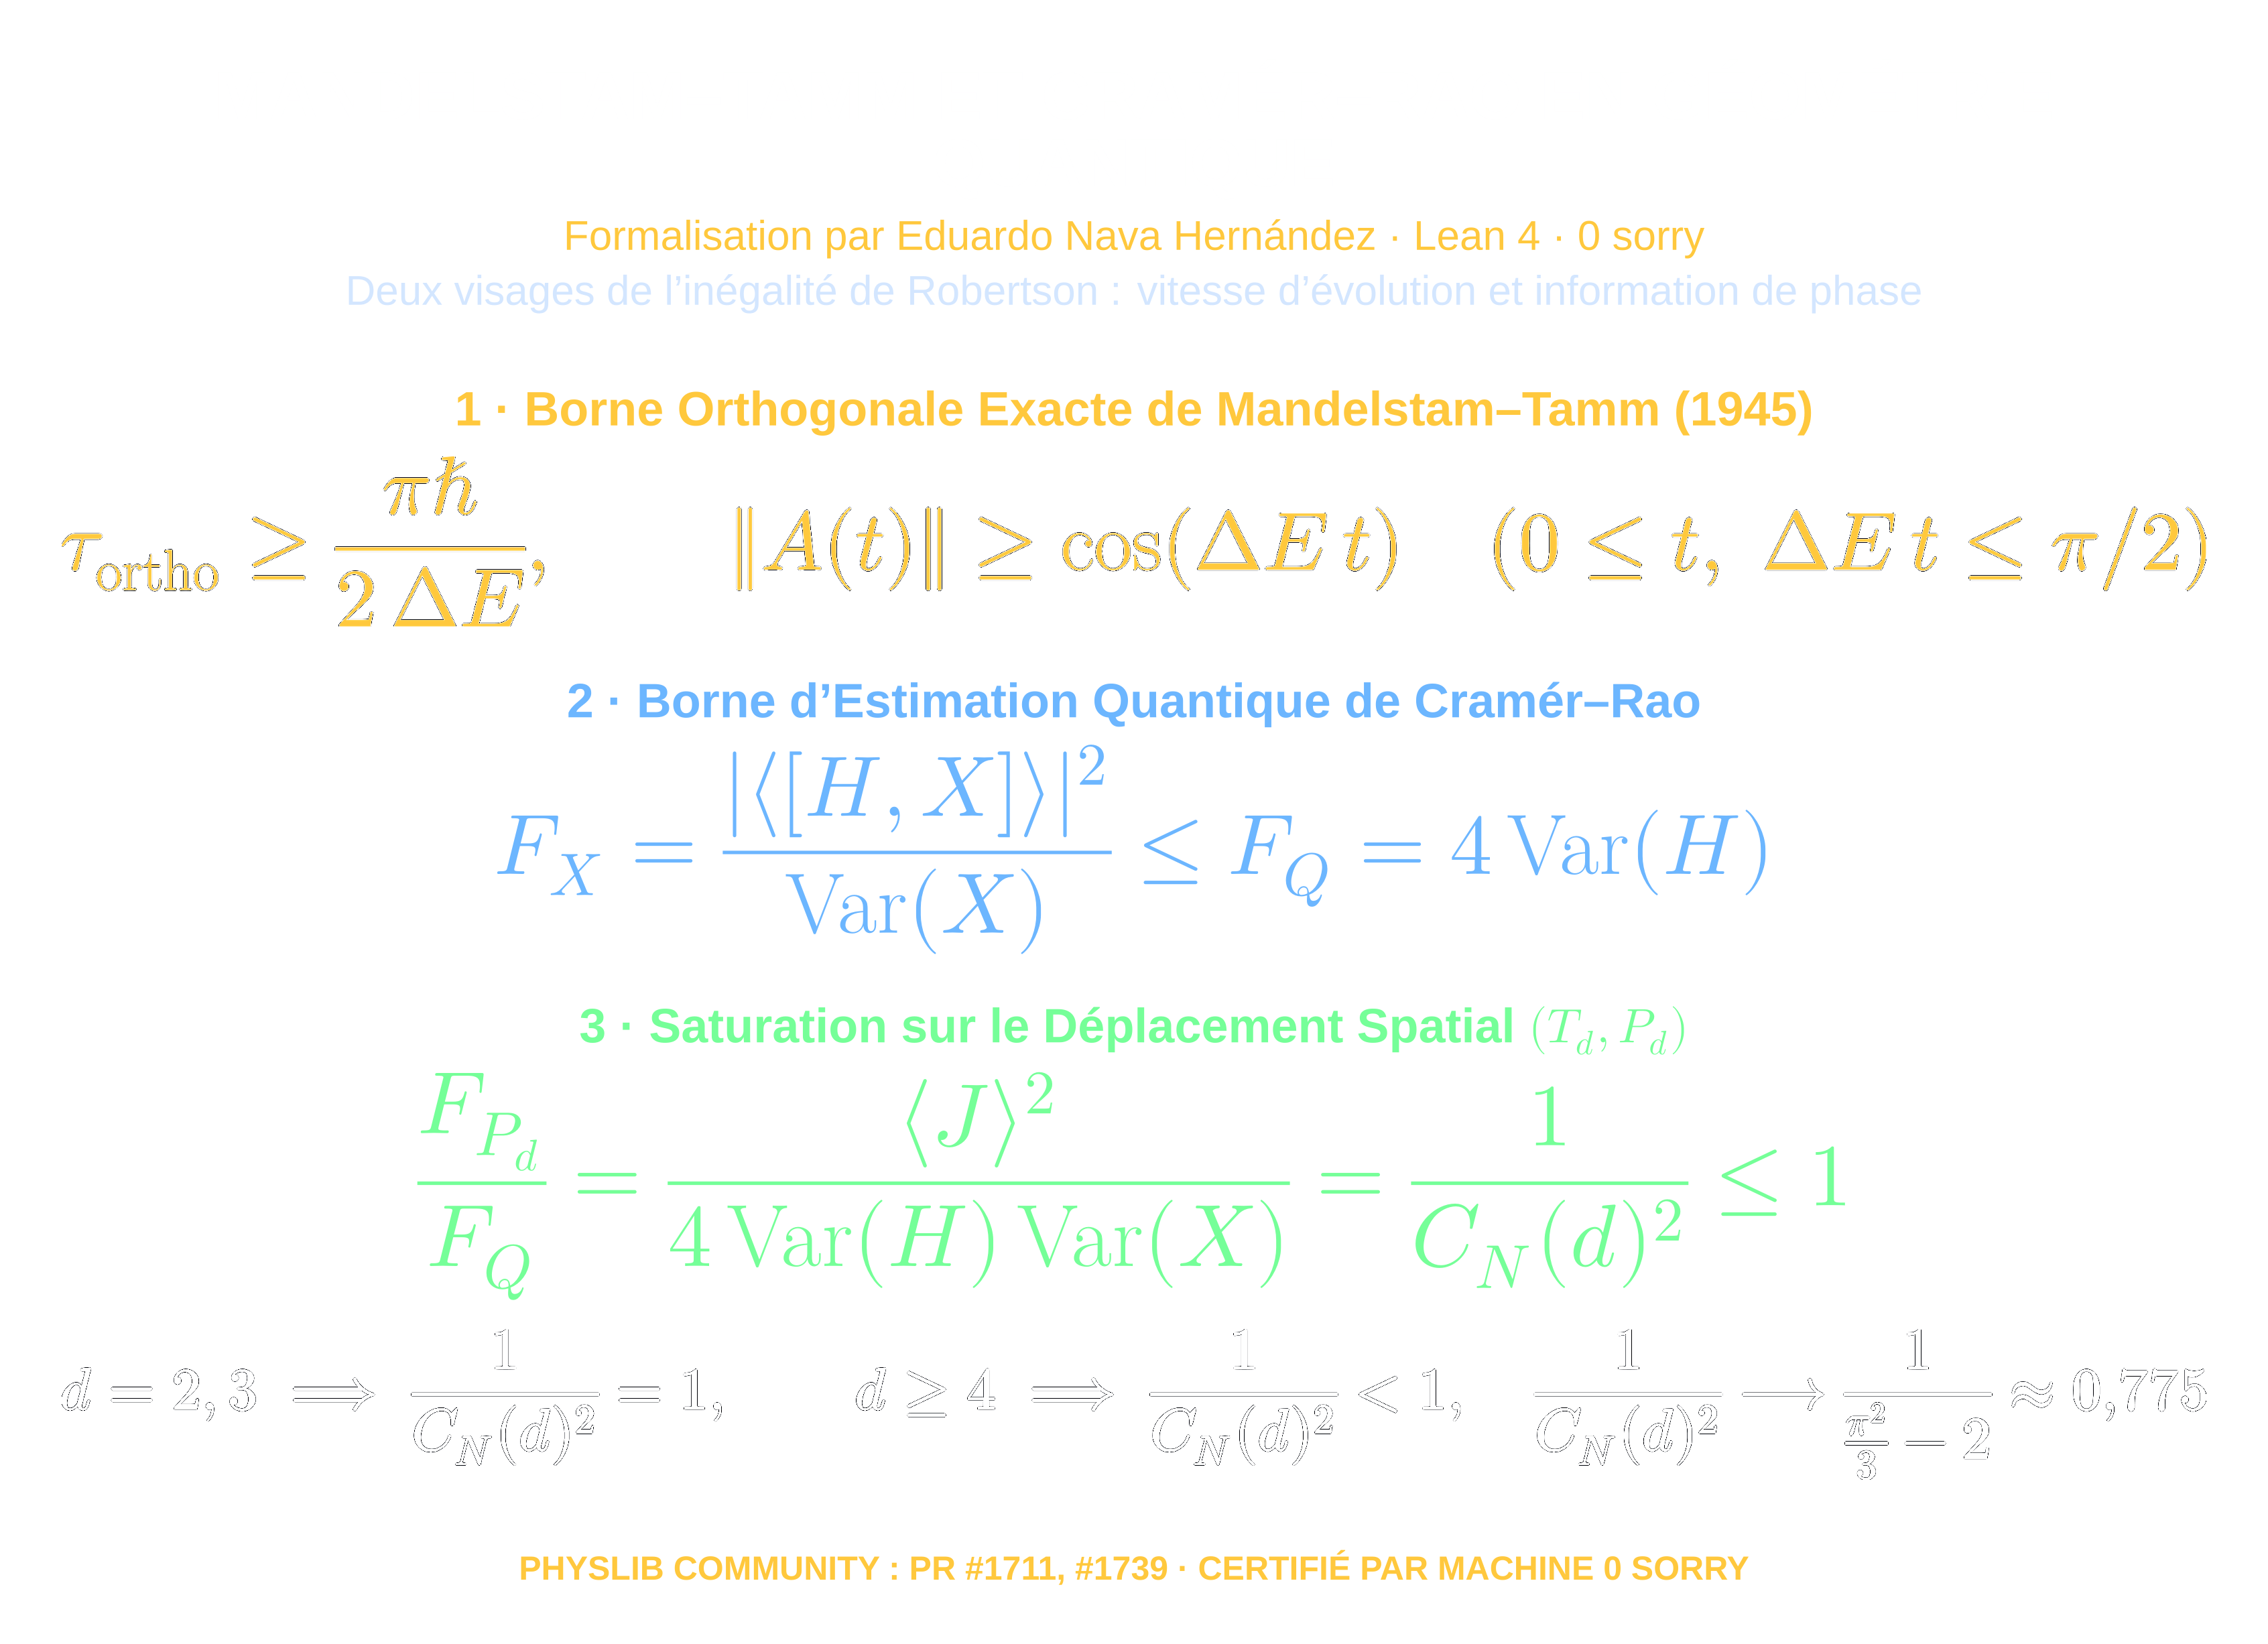 Formalisation par Eduardo Nava Hernández · Lean 4 · 0 sorry
Deux visages de l’inégalité de Robertson : vitesse d’évolution et information de phase
1 · Borne Orthogonale Exacte de Mandelstam–Tamm (1945)
τ_ortho ≥ πħ / (2 ΔE), ‖A(t)‖ ≥ cos(ΔE t) (0 ≤ t, ΔE t ≤ π/2)
2 · Borne d’Estimation Quantique de Cramér–Rao
F_X = |⟨[H, X]⟩|² / Var(X) ≤ F_Q = 4 Var(H)
3 · Saturation sur le Déplacement Spatial (T_d, P_d)
F_{P_d} / F_Q = ⟨J⟩² / (4 Var(H) Var(X)) = 1 / C_N(d)² ≤ 1
d = 2, 3 ⟹ 1 / C_N(d)² = 1, d ≥ 4 ⟹ 1 / C_N(d)² < 1, 1 / C_N(d)² ⟶ 1 / (π²/3 − 2) ≈ 0,775
PHYSLIB COMMUNITY : PR #1711, #1739 · CERTIFIÉ PAR MACHINE 0 SORRY